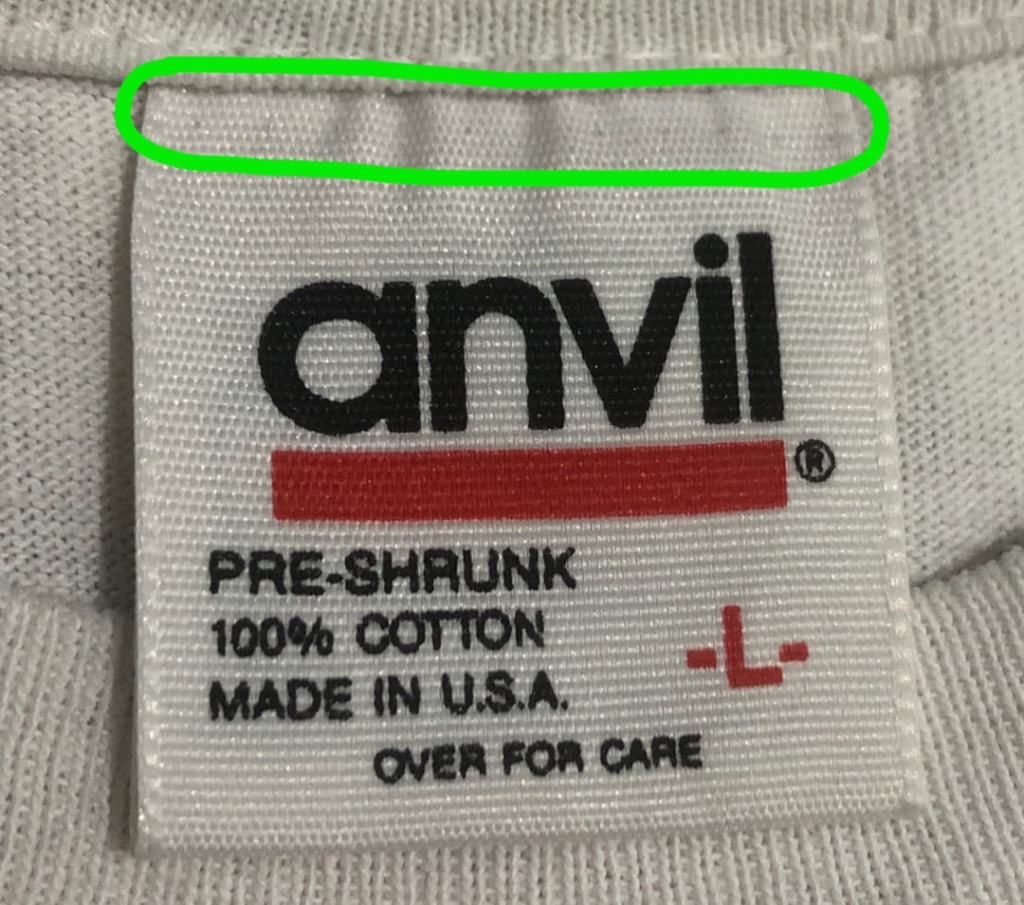 anvil®
PRE-SHRUNK
100% COTTON
MADE IN U.S.A.
-L-
OVER FOR CARE